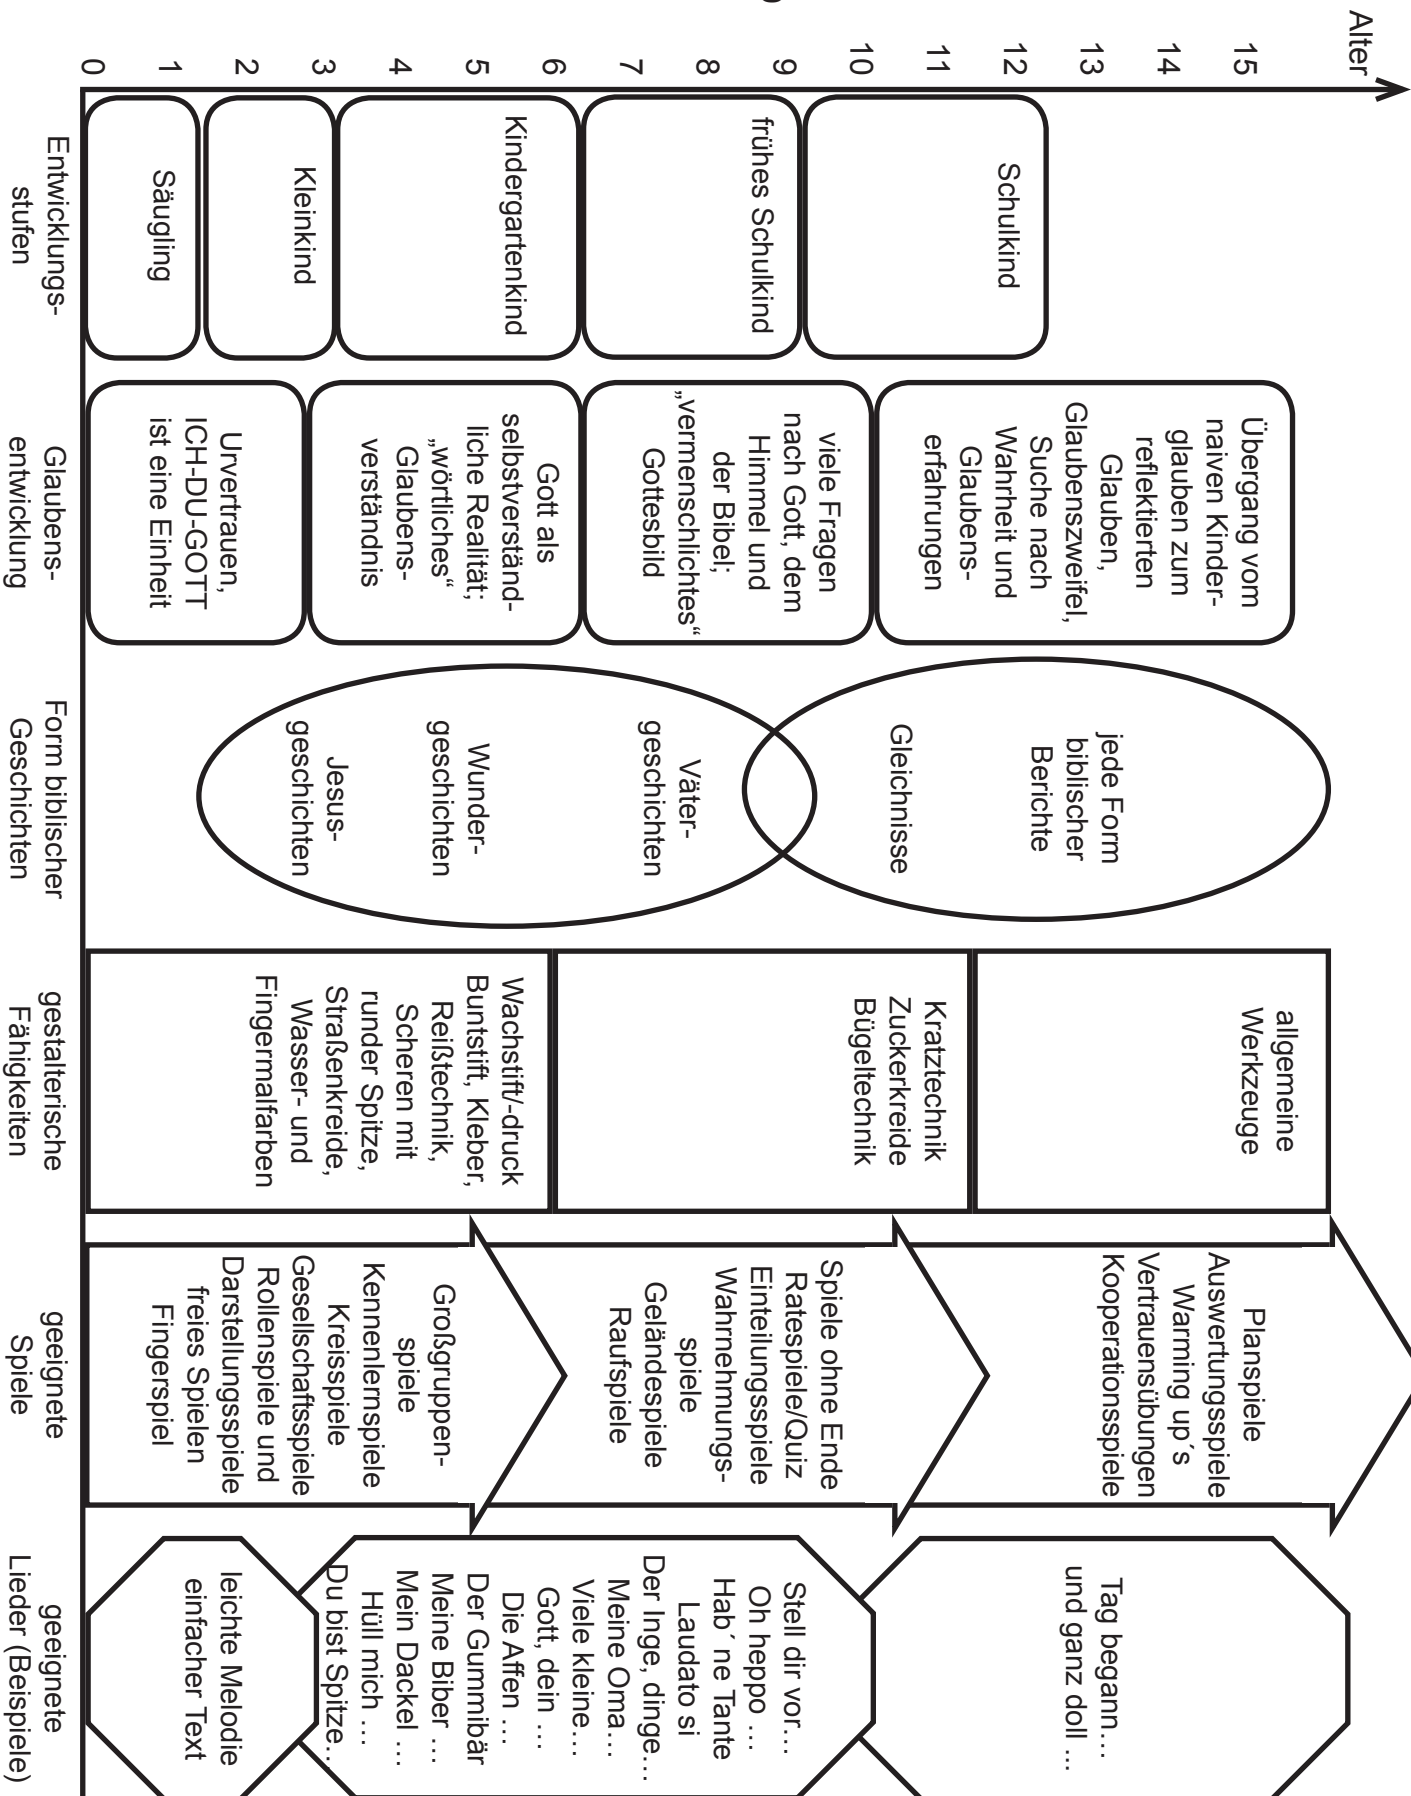 Alter
15
14
13
12
11
10
9
8
7
6
5
4
3
2
1
0
Schulkind
frühes Schulkind
Kindergartenkind
Kleinkind
Säugling
Entwicklungs-
stufen
Übergang vom
naiven Kinder-
glauben zum
reflektierten
Glauben,
Glaubenszweifel,
Suche nach
Wahrheit und
Glaubens-
erfahrungen
viele Fragen
nach Gott, dem
Himmel und
der Bibel;
„vermenschlichtes“
Gottesbild
Gott als
selbstverständ-
liche Realität;
„wörtliches“
Glaubens-
verständnis
Urvertrauen,
ICH-DU-GOTT
ist eine Einheit
Glaubens-
entwicklung
jede Form
biblischer
Berichte
Gleichnisse
Väter-
geschichten
Wunder-
geschichten
Jesus-
geschichten
Form biblischer
Geschichten
allgemeine
Werkzeuge
Kratztechnik
Zuckerkreide
Bügeltechnik
Wachstift/-druck
Buntstift, Kleber,
Reißtechnik,
Scheren mit
runder Spitze,
Straßenkreide,
Wasser- und
Fingermalfarben
gestalterische
Fähigkeiten
Planspiele
Auswertungsspiele
Warming up´s
Vertrauensübungen
Kooperationsspiele
Spiele ohne Ende
Ratespiele/Quiz
Einteilungsspiele
Wahrnehmungs-
spiele
Geländespiele
Raufspiele
Großgruppen-
spiele
Kennenlernspiele
Kreisspiele
Gesellschaftsspiele
Rollenspiele und
Darstellungsspiele
freies Spielen
Fingerspiel
geeignete
Spiele
Tag begann…
und ganz doll …
Stell dir vor…
Oh heppo …
Hab´ ne Tante
Laudato si
Der Inge, dinge…
Meine Oma…
Viele kleine…
Gott, dein …
Die Affen …
Der Gummibär
Meine Biber …
Mein Dackel …
Hüll mich …
Du bist Spitze…
leichte Melodie
einfacher Text
geeignete
Lieder (Beispiele)